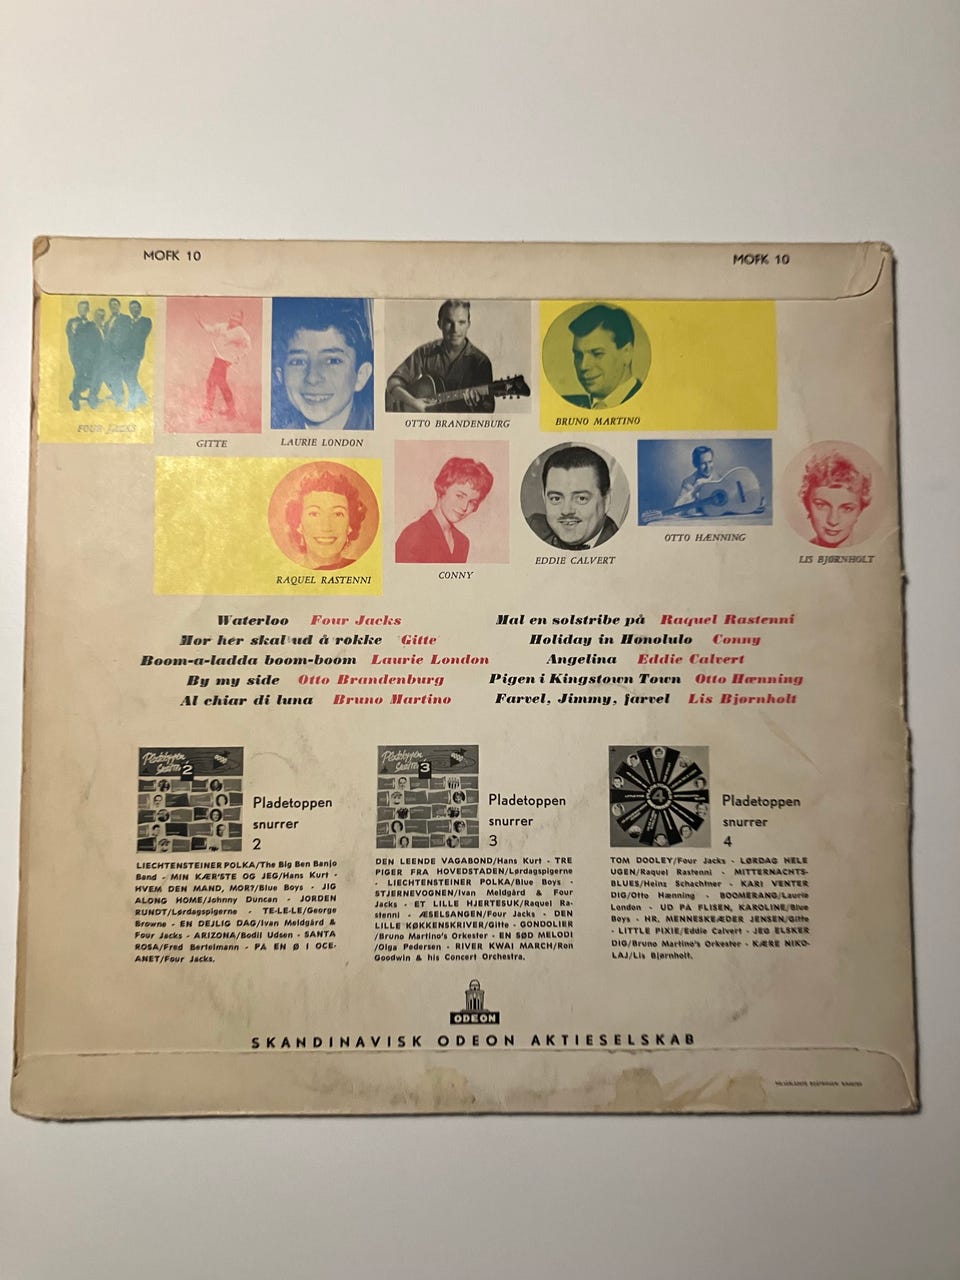 MOFK 10
MOFK 10
FOUR JACKS
GITTE
LAURIE LONDON
OTTO BRANDENBURG
BRUNO MARTINO
RAQUEL RASTENNI
CONNY
EDDIE CALVERT
OTTO HÆNNING
LIS BJØRNHOLT
Waterloo Four Jacks
Mor her skal ud å rokke Gitte
Boom-a-ladda boom-boom Laurie London
By my side Otto Brandenburg
Al chiar di luna Bruno Martino
Mal en solstribe på Raquel Rastenni
Holiday in Honolulo Conny
Angelina Eddie Calvert
Pigen i Kingstown Town Otto Hænning
Farvel, Jimmy, farvel Lis Bjørnholt
Pladetoppen
Snurrer 2
Pladetoppen
snurrer
2
LIECHTENSTEINER POLKA/The Big Ben Banjo
Band - MIN KÆR'STE OG JEG/Hans Kurt -
HVEM DEN MAND, MOR?/Blue Boys - JIG
ALONG HOME/Johnny Duncan - JORDEN
RUNDT/Lørdagspigerne - TE-LE-LE/George
Browne - EN DEJLIG DAG/Ivan Meldgård &
Four Jacks - ARIZONA/Bodil Udsen - SANTA
ROSA/Fred Bertelmann - PÅ EN Ø I OCE-
ANET/Four Jacks.
Pladetoppen
Snurrer 3
Pladetoppen
snurrer
3
DEN LEENDE VAGABOND/Hans Kurt - TRE
PIGER FRA HOVEDSTADEN/Lørdagspigerne
- LIECHTENSTEINER POLKA/Blue Boys -
STJERNEVOGNEN/Ivan Meldgård & Four
Jacks - ET LILLE HJERTESUK/Raquel Ra-
stenni - ÆSELSANGEN/Four Jacks - DEN
LILLE KØKKENSKRIVER/Gitte - GONDOLIER
/Bruno Martino's Orkester - EN SØD MELODI
/Olga Pedersen - RIVER KWAI MARCH/Ron
Goodwin & his Concert Orchestra.
4
Pladetoppen
snurrer
4
TOM DOOLEY/Four Jacks - LØRDAG HELE
UGEN/Raquel Rastenni - MITTERNACHTS-
BLUES/Heinz Schachtner - KARI VENTER
DIG/Otto Hænning - BOOMERANG/Laurie
London - UD PÅ FLISEN, KAROLINE/Blue
Boys - HR. MENNESKEÆDER JENSEN/Gitte
- LITTLE PIXIE/Eddie Calvert - JEG ELSKER
DIG/Bruno Martino's Orkester - KÆRE NIKO-
LAJ/Lis Bjørnholt.
ODEON
SKANDINAVISK ODEON AKTIESELSKAB